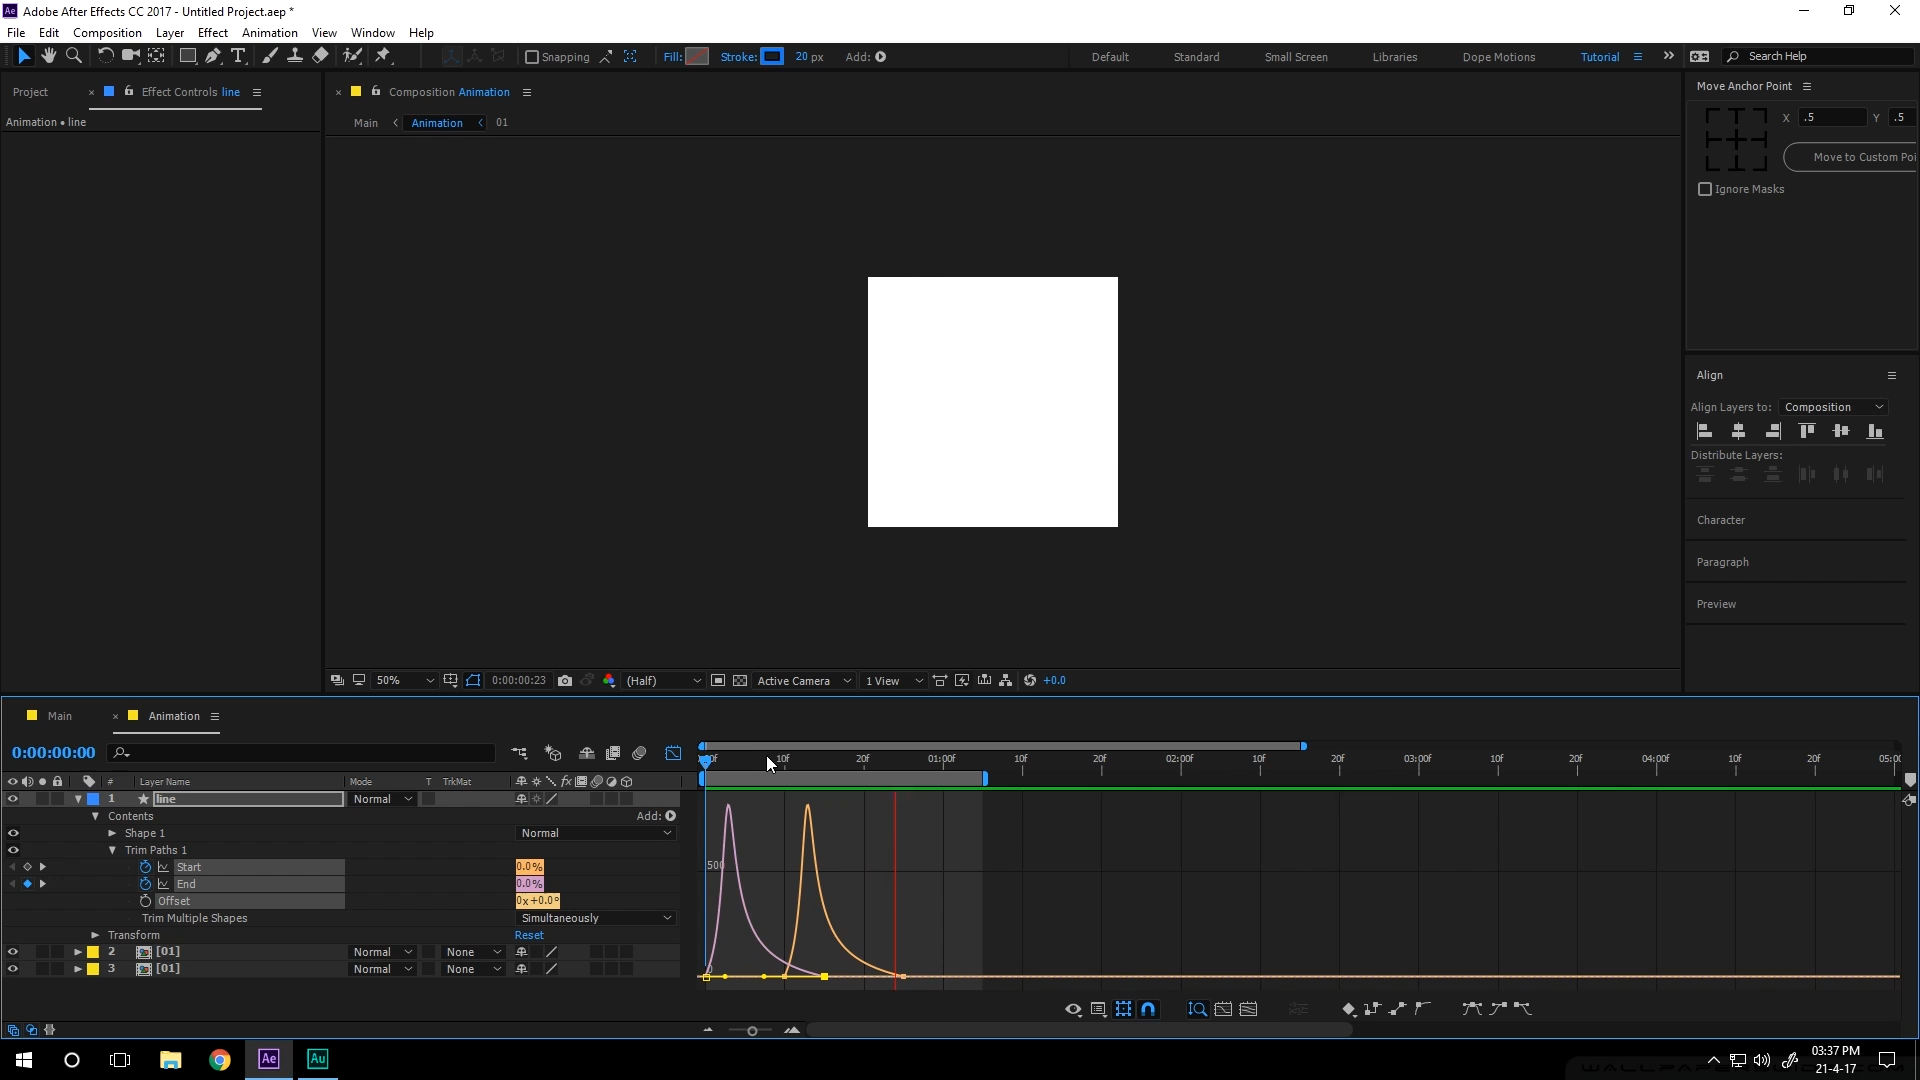 Ae Adobe After Effects CC 2017 - Untitled Project.aep *
File Edit Composition Layer Effect Animation View Window Help
Snapping Fill: Stroke: 20 px Add: Default Standard Small Screen Libraries Dope Motions Tutorial Search Help
Project × Effect Controls line × Composition Animation Move Anchor Point
Animation • line Main Animation 01 X .5 Y .5
Move to Custom Poi
Ignore Masks
Align
Align Layers to: Composition
Distribute Layers:
Character
Paragraph
Preview
50% 0:00:00:23 (Half) Active Camera 1 View +0.0
Main × Animation
0:00:00:00
10f 20f 01:00f 10f 20f 02:00f 10f 20f 03:00f 10f 20f 04:00f 10f 20f 05:0
# Layer Name Mode T TrkMat fx
1 line Normal
Contents Add:
Shape 1 Normal
Trim Paths 1
Start 0.0% 500
End 0.0%
Offset 0x+0.0°
Trim Multiple Shapes Simultaneously
Transform Reset
2 [01] Normal None
3 [01] Normal None 0
Ae Au
03:37 PM
21-4-17